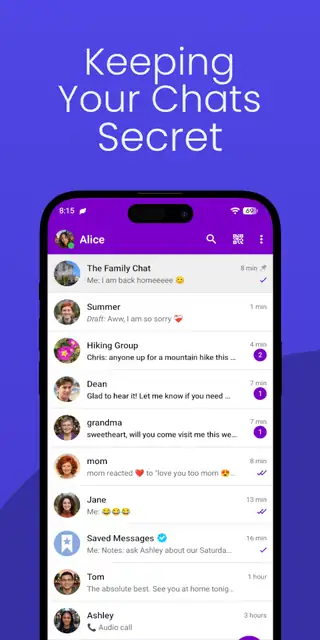 Keeping
Your Chats
Secret
8:15
69
Alice
The Family Chat
8 min
Me: i am back homeeeee 😊
Summer
1 min
Draft: Aww, I am so sorry ❤️‍🩹
Hiking Group
4 min
Chris: anyone up for a mountain hike this ...
2
Dean
7 min
Glad to hear it! Let me know if you need ...
1
grandma
7 min
sweetheart, will you come visit me this we...
1
mom
8 min
mom reacted ❤️ to "love you too mom 😍...
Jane
13 min
Me: 😂😂😂
Saved Messages
16 min
Me: Notes: ask Ashley about our Saturda...
Tom
1 hour
The absolute best. See you at home tonig...
Ashley
3 hours
📞 Audio call